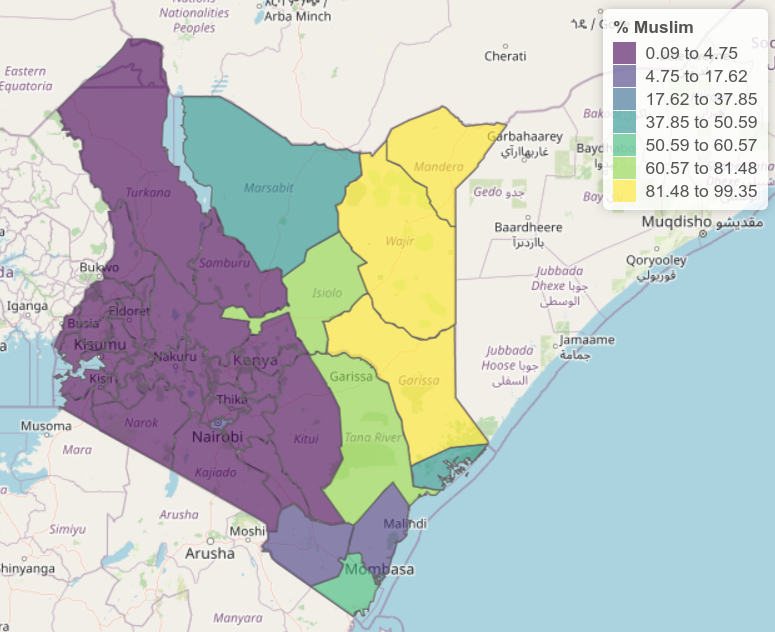 Nationalities
Peoples
Arba Minch
Cherati
Eastern
Equatoria
% Muslim
0.09 to 4.75
4.75 to 17.62
17.62 to 37.85
37.85 to 50.59
50.59 to 60.57
60.57 to 81.48
81.48 to 99.35
Garbahaarey
غاربهااري
Mandera
Gedo جدو
Turkana
Marsabit
Baardheere
بااردىرآ
Muqdisho مقديشو
Wajir
Qoryooley
قوريولي
Samburu
Bukwo
Jubbada
Dhexe جوبا
الوسطى
Isiolo
Iganga
Eldoret
Busia
Kisumu
Nakuru
Kenya
Jamaame
جمامة
Jubbada
Hoose جوبا
السفلى
Kisii
Garissa
Garissa
Thika
Musoma
Narok
Nairobi
Kitui
Tana River
Mara
Kajiado
Arusha
Simiyu
Moshi
Malindi
Arusha
Shinyanga
Mombasa
Manyara